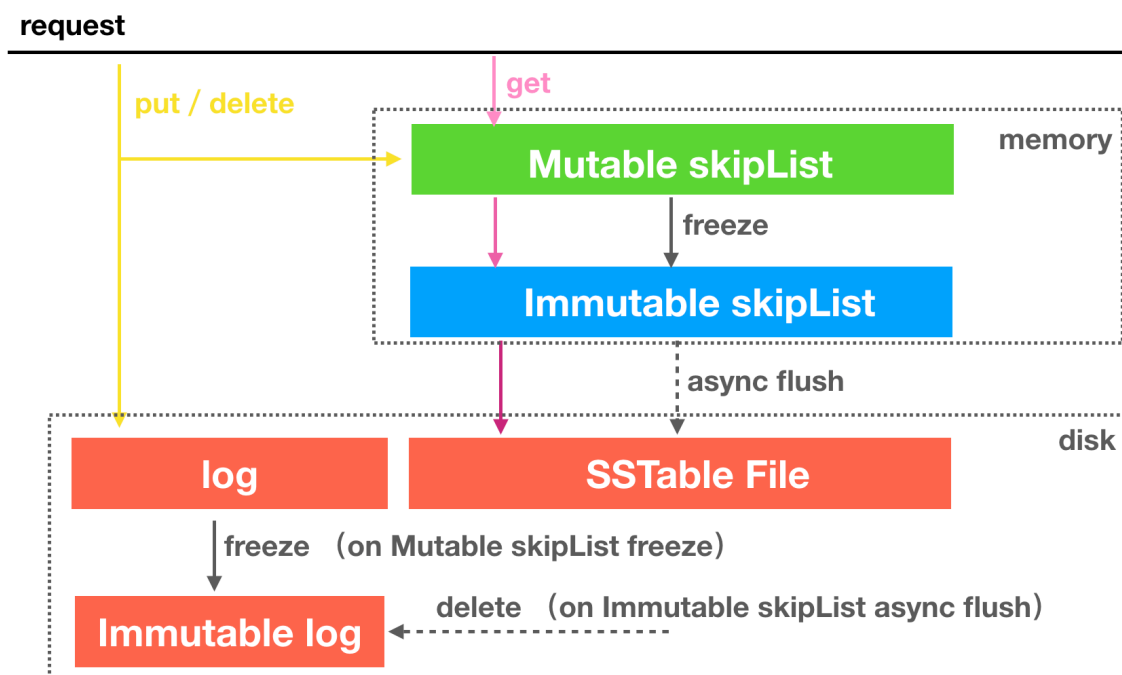 request
put / delete
get
memory
Mutable skipList
freeze
Immutable skipList
async flush
disk
log
SSTable File
freeze （on Mutable skipList freeze）
delete （on Immutable skipList async flush）
Immutable log